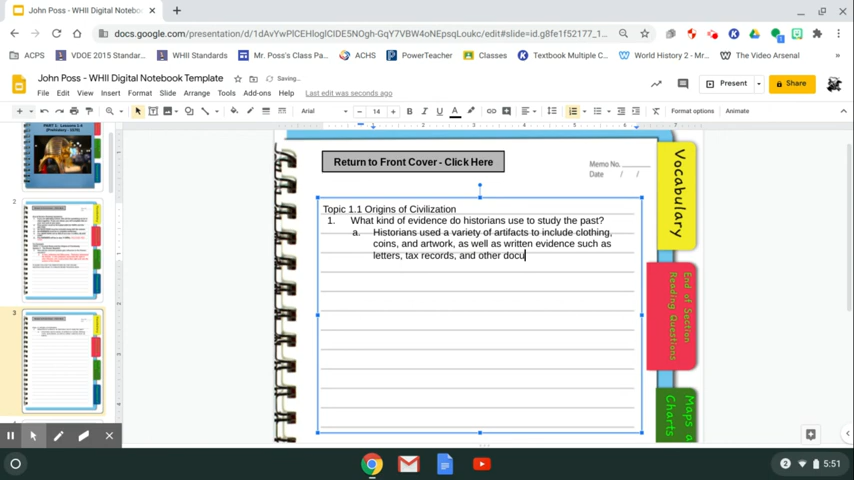 John Poss - WHII Digital Notebook
docs.google.com/presentation/d/1dAvYwPlCEHloglCIDE5NOgh-GqY7VBW4oNEpsqLoukc/edit#slide=id.g8fe1f52177_1...
ACPS
VDOE 2015 Standard...
WHII Standards
Mr. Poss's Class Pa...
ACHS
PowerTeacher
Classes
Textbook Multiple C...
World History 2 - Mr...
The Video Arsenal
John Poss - WHII Digital Notebook Template
Saving...
File Edit View Insert Format Slide Arrange Tools Add-ons Help
Last edit was seconds ago
Present
Share
Arial
14
Format options
Animate
Return to Front Cover - Click Here
Memo No.
Date / /
Topic 1.1 Origins of Civilization
1. What kind of evidence do historians use to study the past?
a. Historians used a variety of artifacts to include clothing,
coins, and artwork, as well as written evidence such as
letters, tax records, and other docu
Vocabulary
End of Section
Reading Questions
Maps a
Charts
2
3
4
2
5:51